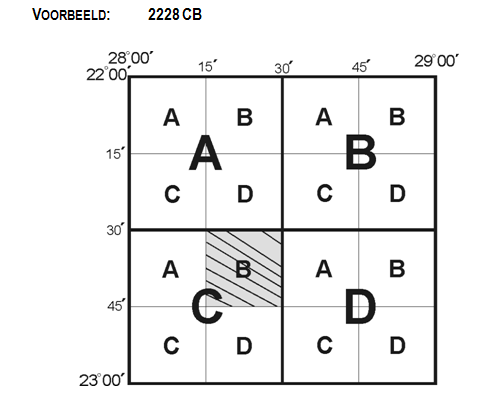 VOORBEELD: 2228 CB
28°00′ 15′ 30′ 45′ 29°00′
22°00′
A B A B
15′ A B
C D C D
30′
A B A B
45′ C D
C D C D
23°00′